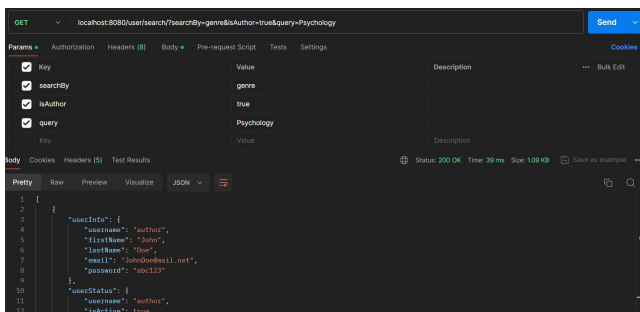 GET localhost:8080/user/search/?searchBy=genre&isAuthor=true&query=Psychology Send
Params Authorization Headers (8) Body Pre-request Script Tests Settings Cookies
Key Value Description Bulk Edit
searchBy genre
isAuthor true
query Psychology
Key Value Description
Body Cookies Headers (5) Test Results Status: 200 OK Time: 39 ms Size: 1.09 KB Save as example
Pretty Raw Preview Visualize JSON
1 [
2 {
3 "userInfo": {
4 "username": "author",
5 "firstName": "John",
6 "lastName": "Doe",
7 "email": "JohnDoe@mail.net",
8 "password": "abc123"
9 },
10 "userStatus": {
11 "username": "author",
12 "isActive": true